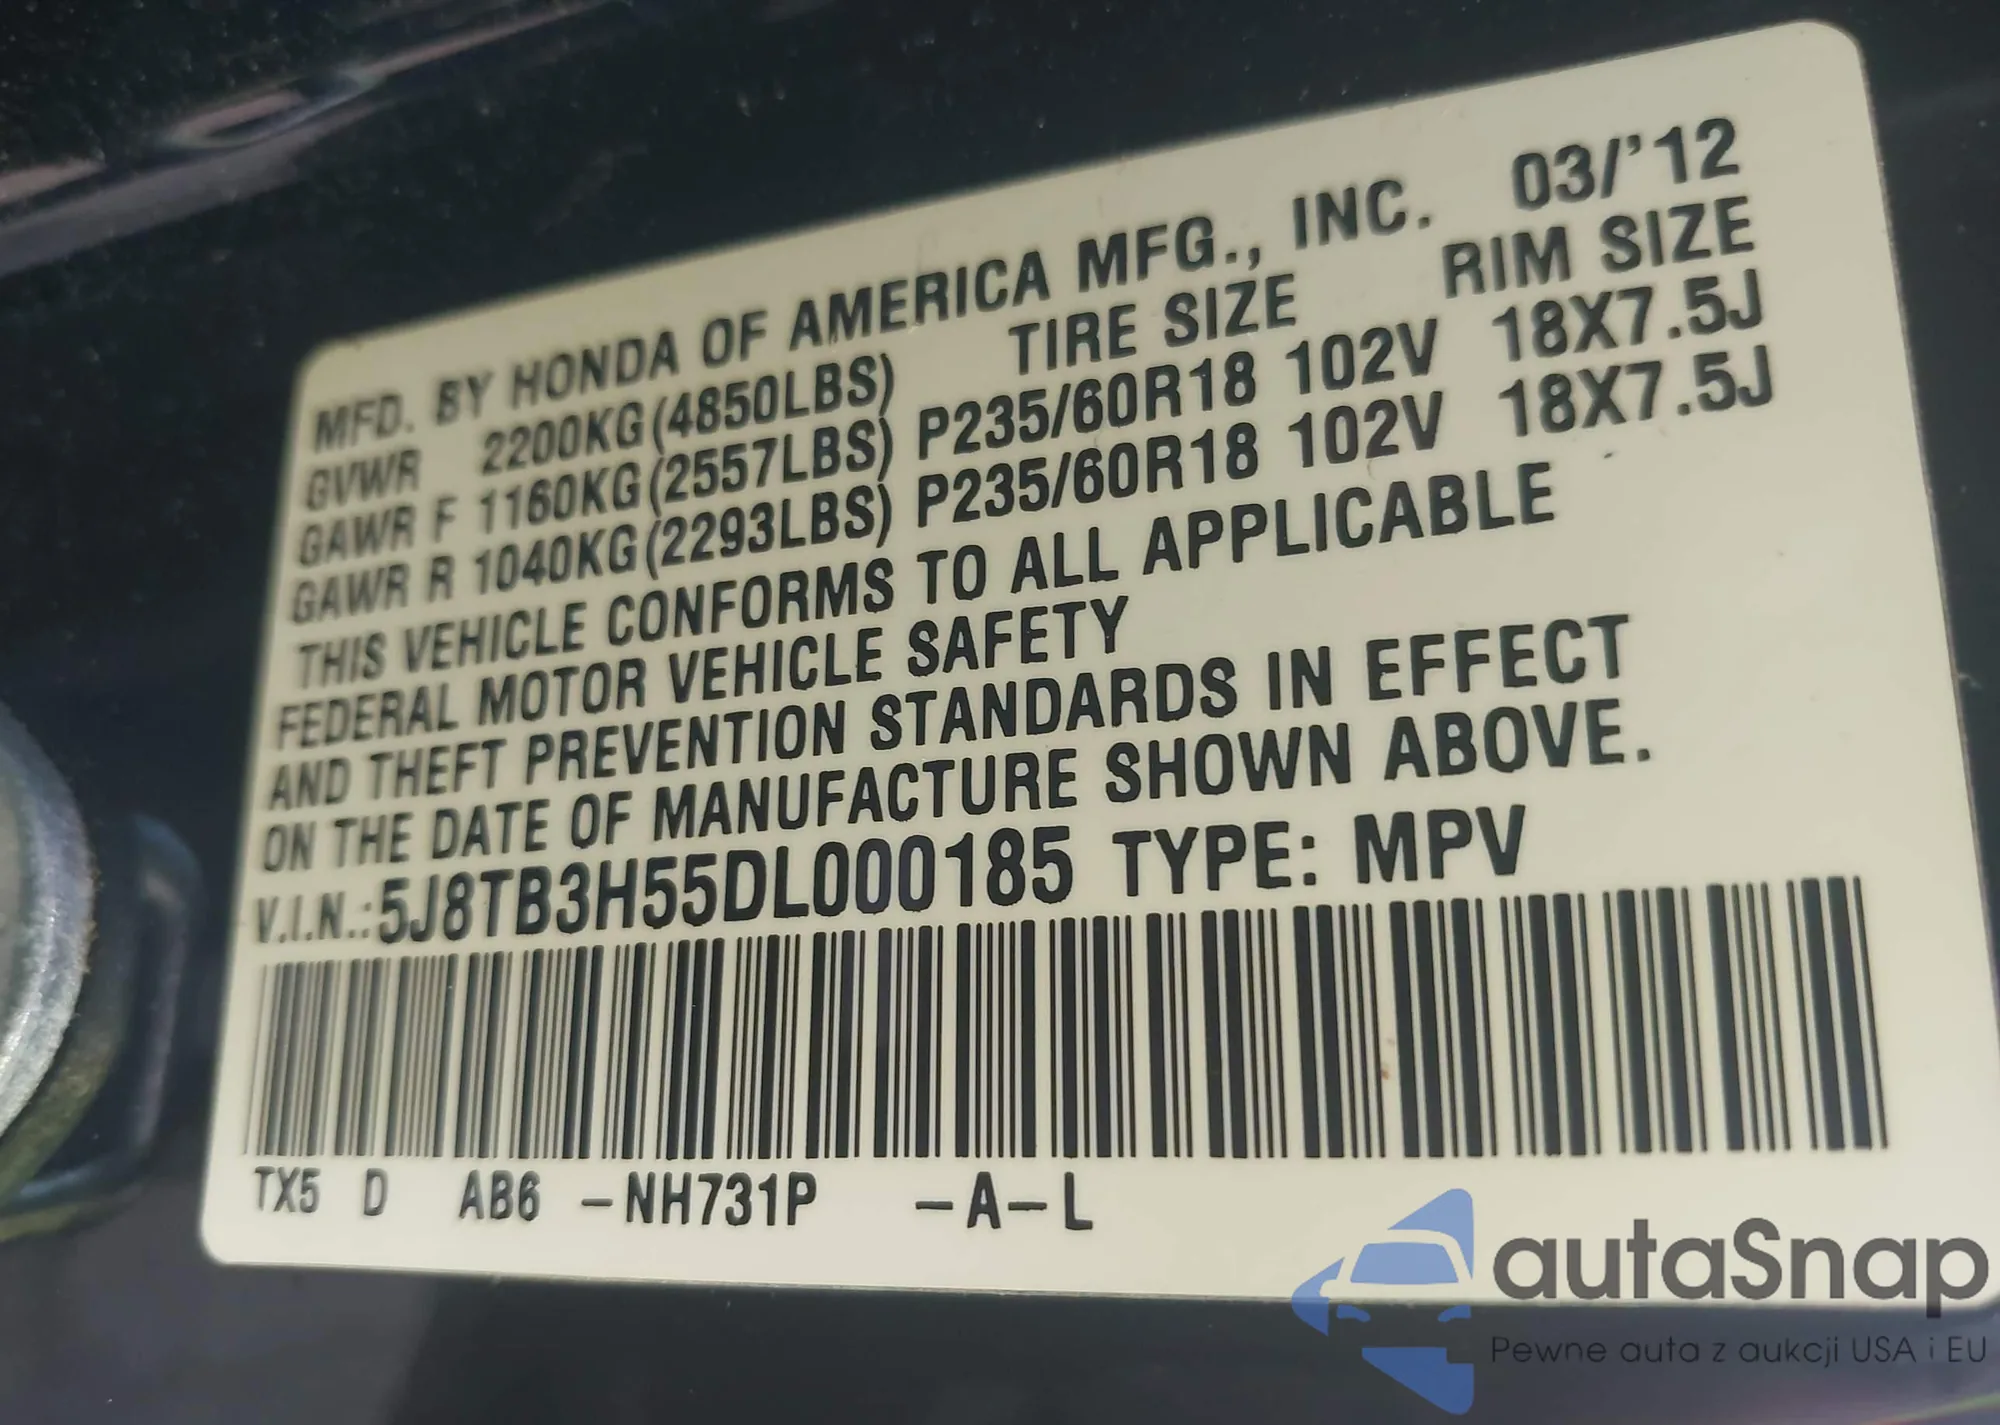 MFD. BY HONDA OF AMERICA MFG., INC. 03/'12
GVWR 2200KG(4850LBS) TIRE SIZE RIM SIZE
GAWR F 1160KG(2557LBS) P235/60R18 102V 18X7.5J
GAWR R 1040KG(2293LBS) P235/60R18 102V 18X7.5J
THIS VEHICLE CONFORMS TO ALL APPLICABLE
FEDERAL MOTOR VEHICLE SAFETY
AND THEFT PREVENTION STANDARDS IN EFFECT
ON THE DATE OF MANUFACTURE SHOWN ABOVE.
V.I.N.:5J8TB3H55DL000185 TYPE: MPV
TX5 D AB6 -NH731P -A-L
autaSnap
Pewne auta z aukcji USA i EU